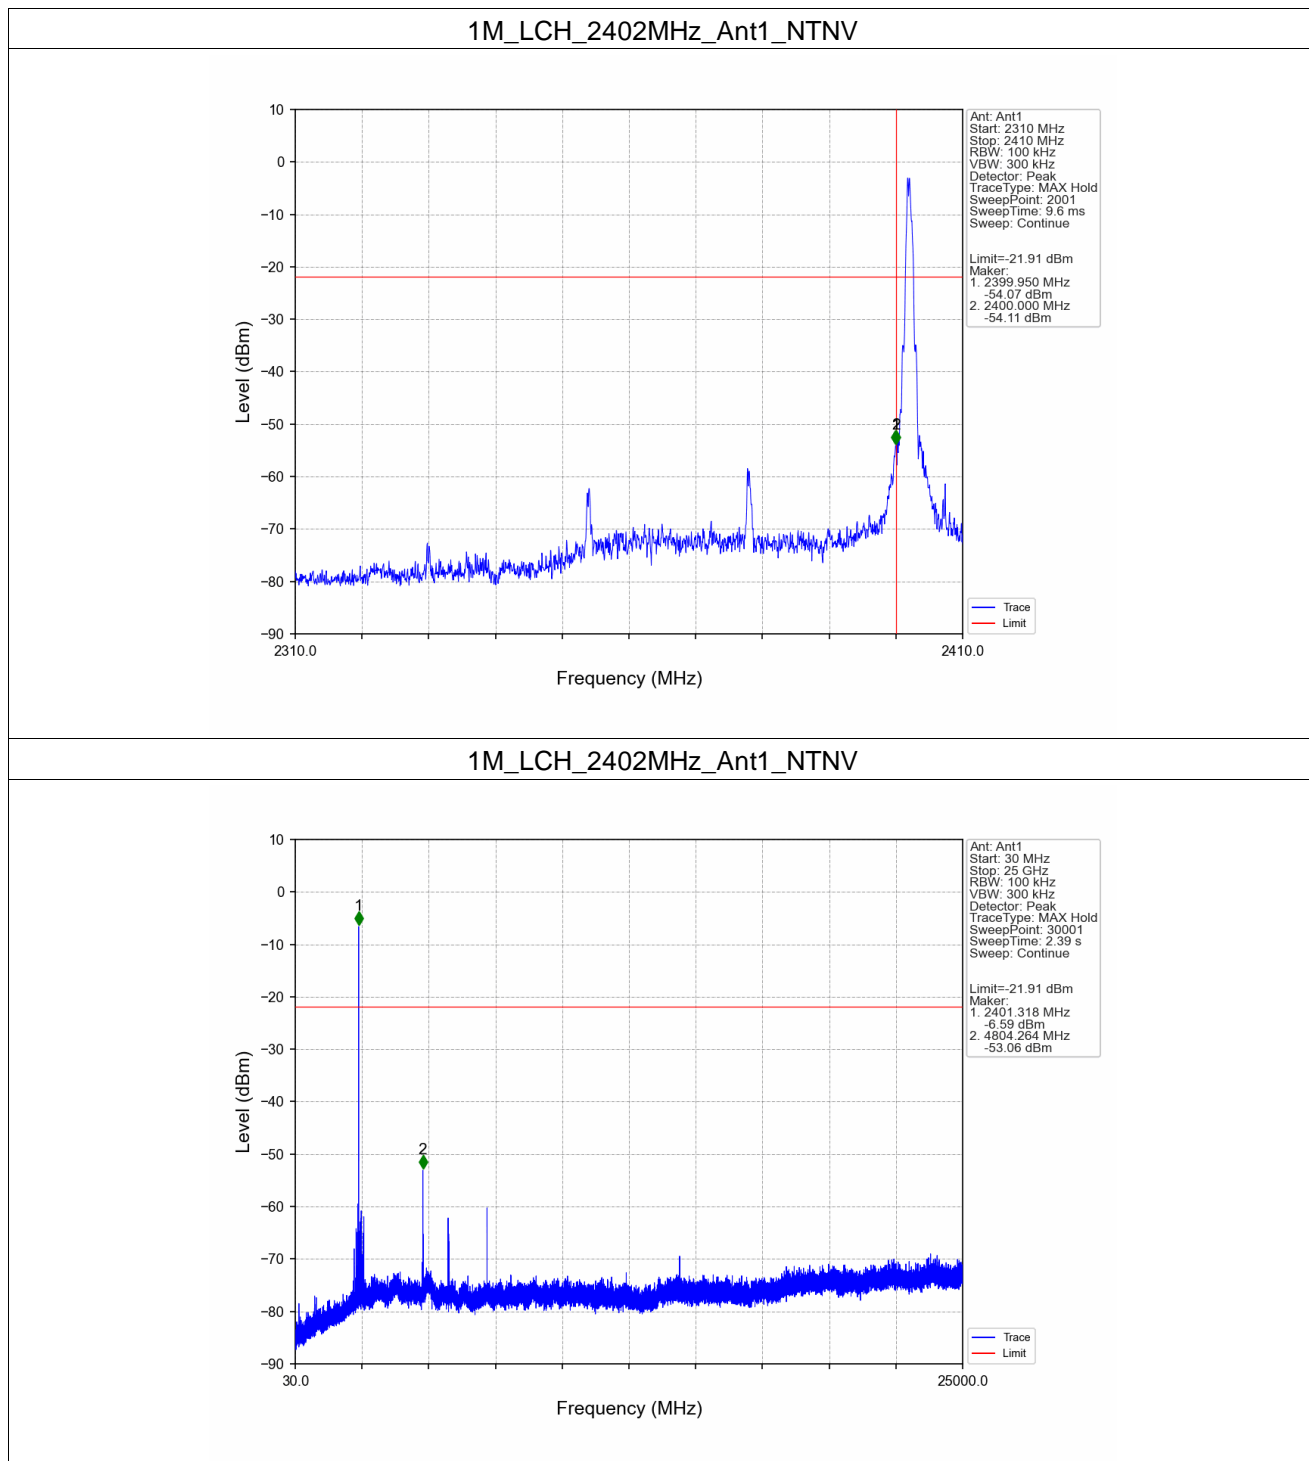 1M_LCH_2402MHz_Ant1_NTNV
10
0
−10
−20
−30
−40
−50
−60
−70
−80
−90
Level (dBm)
2310.0
2410.0
Frequency (MHz)
2
Ant: Ant1
Start: 2310 MHz
Stop: 2410 MHz
RBW: 100 kHz
VBW: 300 kHz
Detector: Peak
TraceType: MAX Hold
SweepPoint: 2001
SweepTime: 9.6 ms
Sweep: Continue
Limit=-21.91 dBm
Maker:
1. 2399.950 MHz
-54.07 dBm
2. 2400.000 MHz
-54.11 dBm
Trace
Limit
1M_LCH_2402MHz_Ant1_NTNV
10
0
−10
−20
−30
−40
−50
−60
−70
−80
−90
Level (dBm)
30.0
25000.0
Frequency (MHz)
1
2
Ant: Ant1
Start: 30 MHz
Stop: 25 GHz
RBW: 100 kHz
VBW: 300 kHz
Detector: Peak
TraceType: MAX Hold
SweepPoint: 30001
SweepTime: 2.39 s
Sweep: Continue
Limit=-21.91 dBm
Maker:
1. 2401.318 MHz
-6.59 dBm
2. 4804.264 MHz
-53.06 dBm
Trace
Limit